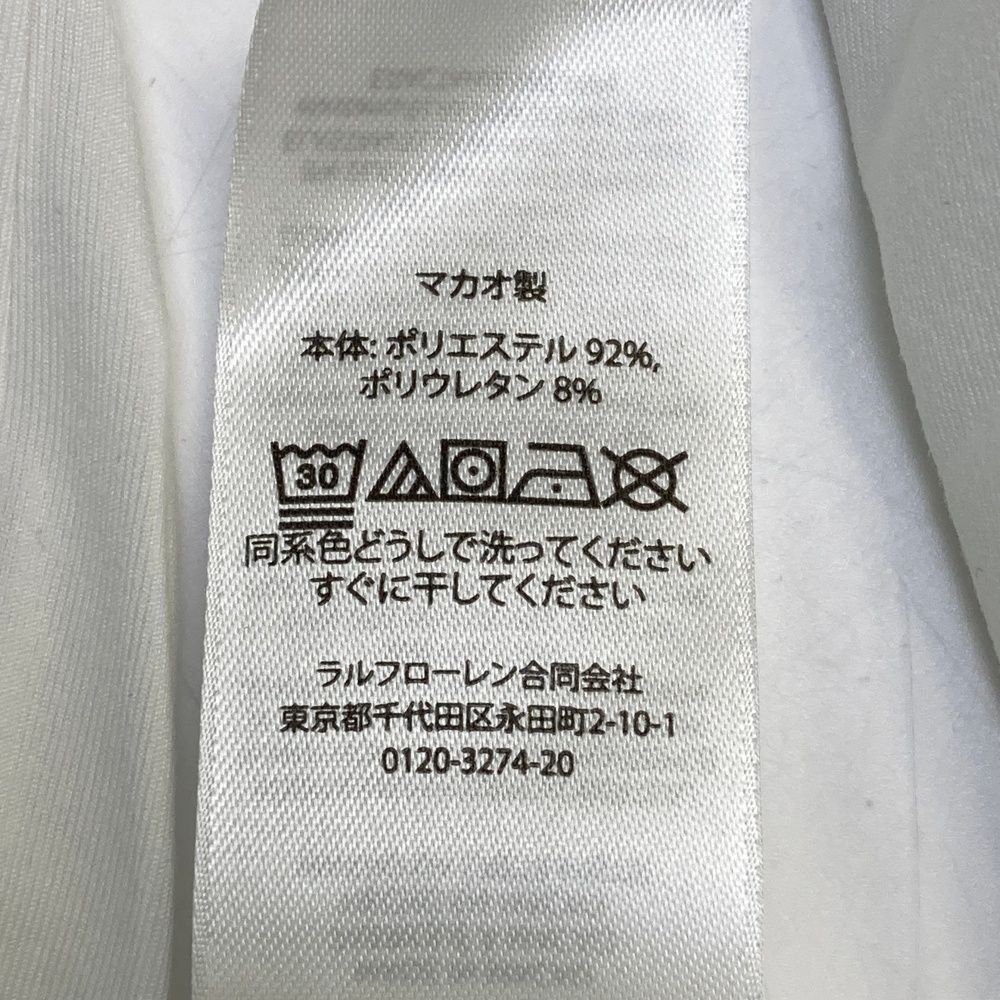 マカオ製
本体: ポリエステル 92%,
ポリウレタン 8%
30
同系色どうしで洗ってください
すぐに干してください
ラルフローレン合同会社
東京都千代田区永田町2-10-1
0120-3274-20